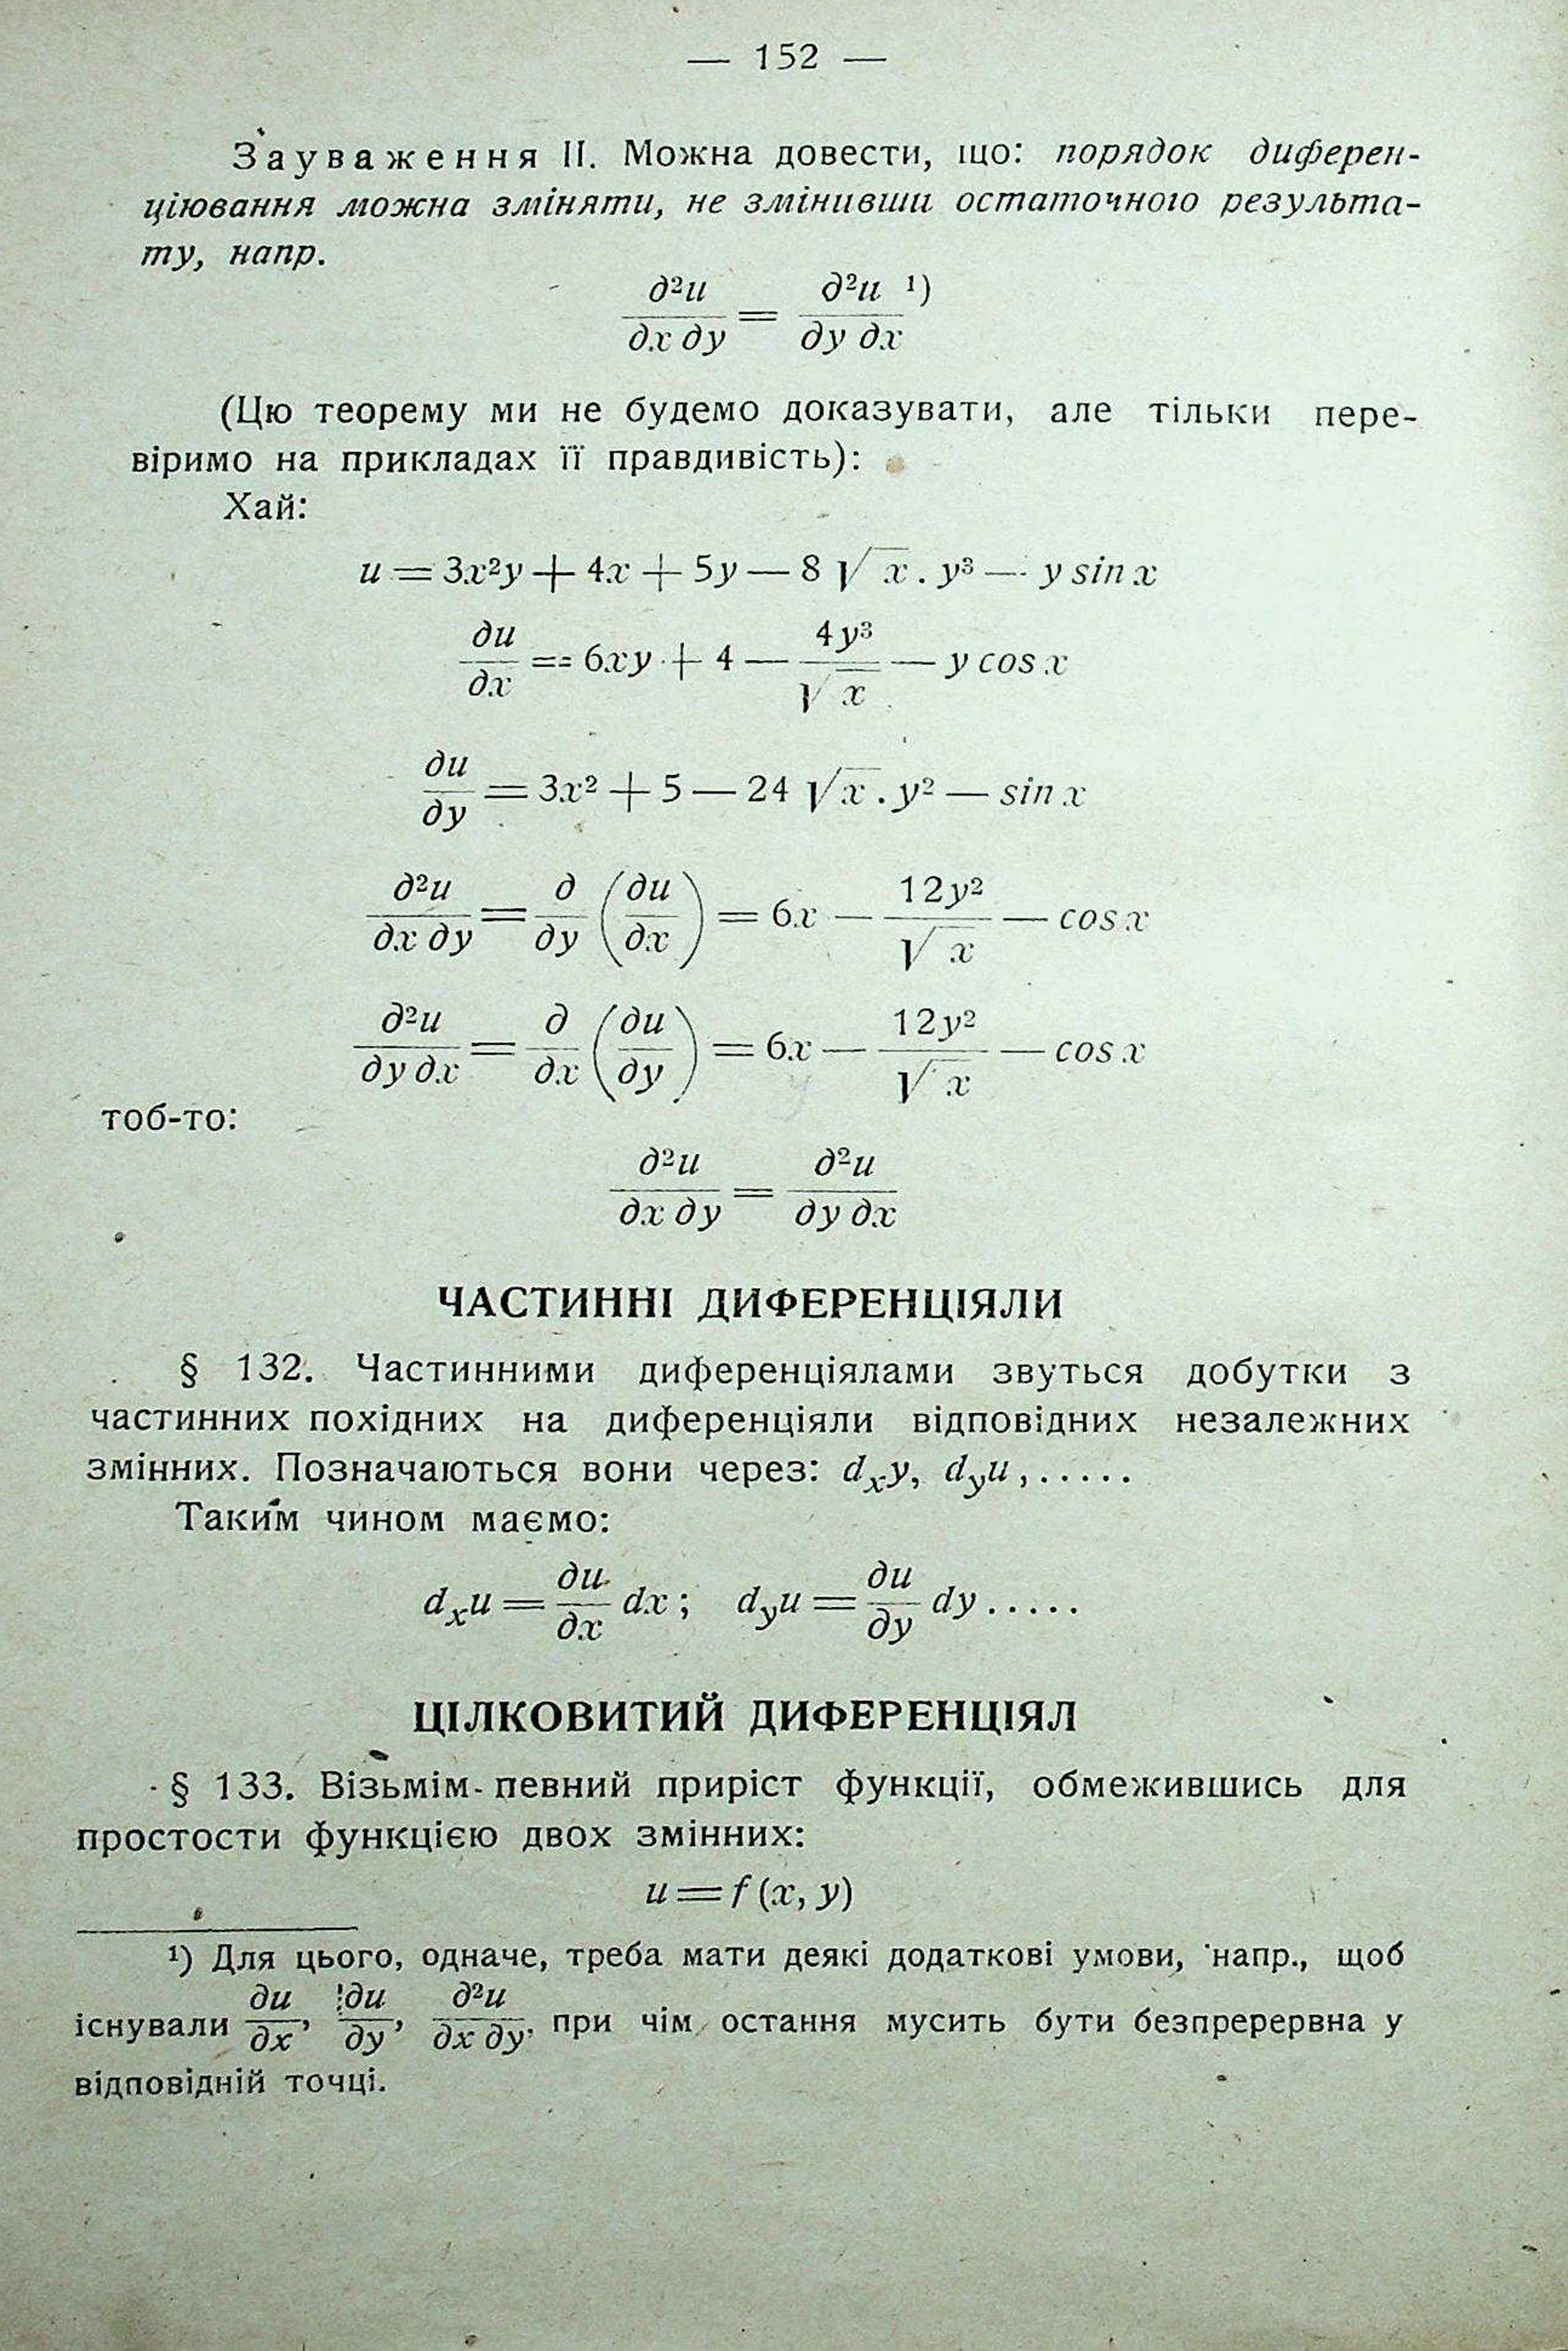 — 152 —
Зауваження II. Можна довести, що: порядок диферен-
ціювання можна зміняти, не змінивши остаточного результа-
ту, напр.
∂²u / ∂x ∂y = ∂²u / ∂y ∂x ¹)
(Цю теорему ми не будемо доказувати, але тільки пере-
віримо на прикладах її правдивість):
Хай:
u = 3x²y + 4x + 5y — 8 √x . y³ — y sin x
∂u / ∂x = 6xy + 4 — 4y³ / √x — y cos x
∂u / ∂y = 3x² + 5 — 24 √x . y² — sin x
∂²u / ∂x ∂y = ∂ / ∂y (∂u / ∂x) = 6x — 12y² / √x — cos x
∂²u / ∂y ∂x = ∂ / ∂x (∂u / ∂y) = 6x — 12y² / √x — cos x
тоб-то:
∂²u / ∂x ∂y = ∂²u / ∂y ∂x
ЧАСТИННІ ДИФЕРЕНЦІЯЛИ
§ 132. Частинними диференціялами звуться добутки з
частинних похідних на диференціяли відповідних незалежних
змінних. Позначаються вони через: dₓy, d_yu , . . . . .
Таким чином маємо:
dₓu = ∂u / ∂x dx ; d_yu = ∂u / ∂y dy . . . . .
ЦІЛКОВИТИЙ ДИФЕРЕНЦІЯЛ
§ 133. Візьмім певний приріст функції, обмежившись для
простости функцією двох змінних:
u = f (x, y)
¹) Для цього, одначе, треба мати деякі додаткові умови, напр., щоб
існували ∂u / ∂x, ∂u / ∂y, ∂²u / ∂x ∂y, при чім остання мусить бути безпрерервна у
відповідній точці.